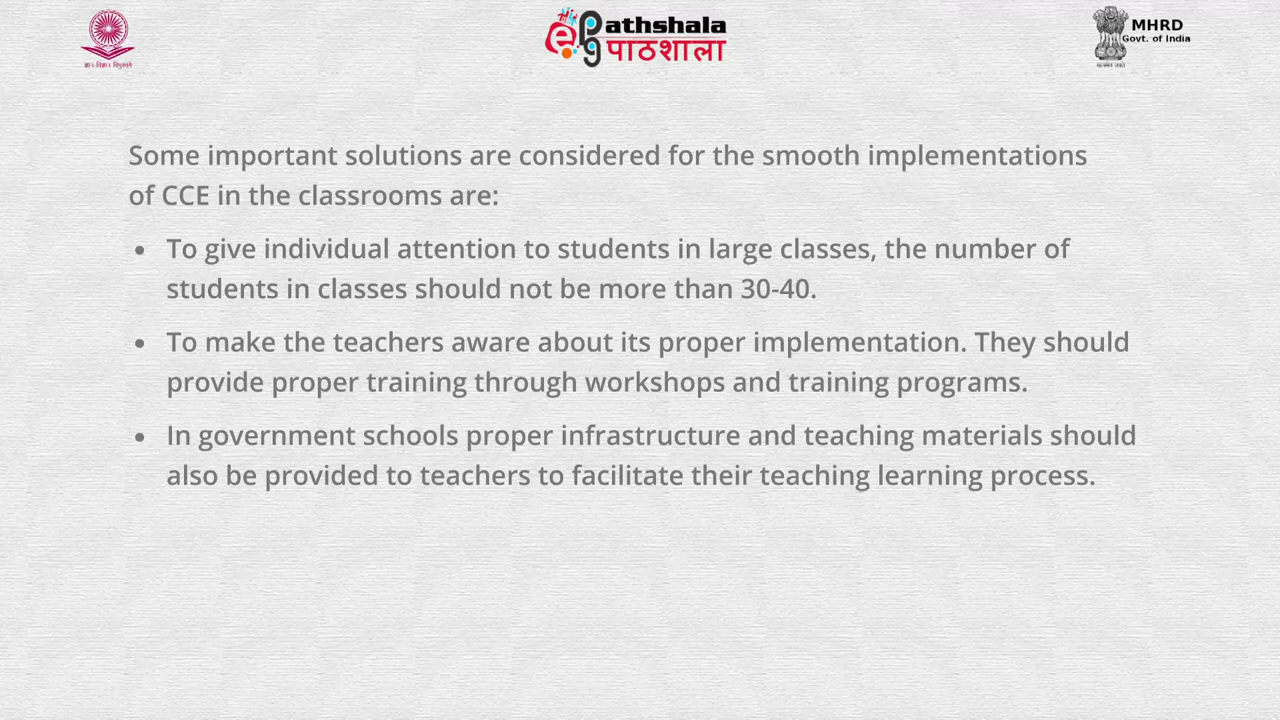 athshala
पाठशाला
MHRD
Govt. of India
Some important solutions are considered for the smooth implementations
of CCE in the classrooms are:
• To give individual attention to students in large classes, the number of
students in classes should not be more than 30-40.
• To make the teachers aware about its proper implementation. They should
provide proper training through workshops and training programs.
• In government schools proper infrastructure and teaching materials should
also be provided to teachers to facilitate their teaching learning process.